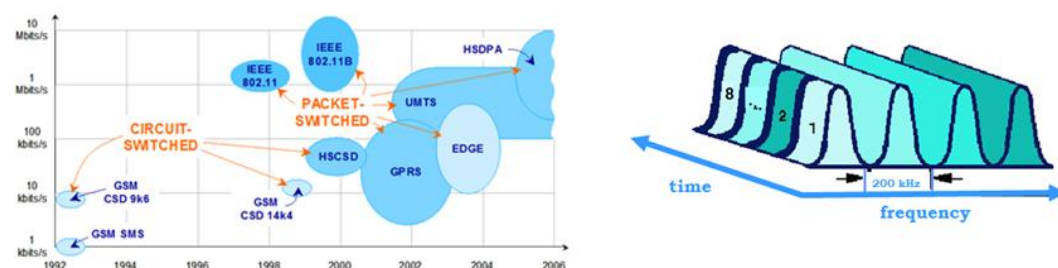 10
Mbits/s
1
Mbit/s
100
kbits/s
10
kbits/s
1
kbits/s
IEEE
802.11
IEEE
802.11B
HSDPA
PACKET-
SWITCHED
UMTS
CIRCUIT-
SWITCHED
HSCSD
EDGE
GPRS
GSM
CSD 9k6
GSM
CSD 14k4
GSM SMS
1992
1994
1996
1998
2000
2002
2004
2006
8
....
2
1
200 kHz
time
frequency